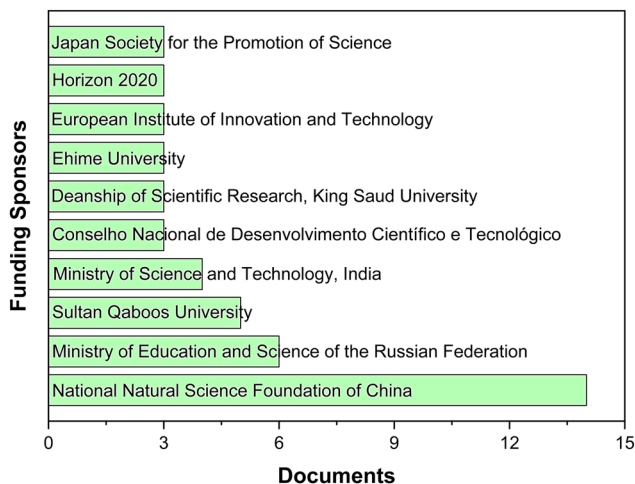 Japan Society for the Promotion of Science
Horizon 2020
European Institute of Innovation and Technology
Ehime University
Deanship of Scientific Research, King Saud University
Conselho Nacional de Desenvolvimento Científico e Tecnológico
Ministry of Science and Technology, India
Sultan Qaboos University
Ministry of Education and Science of the Russian Federation
National Natural Science Foundation of China
Funding Sponsors
0 3 6 9 12 15
Documents